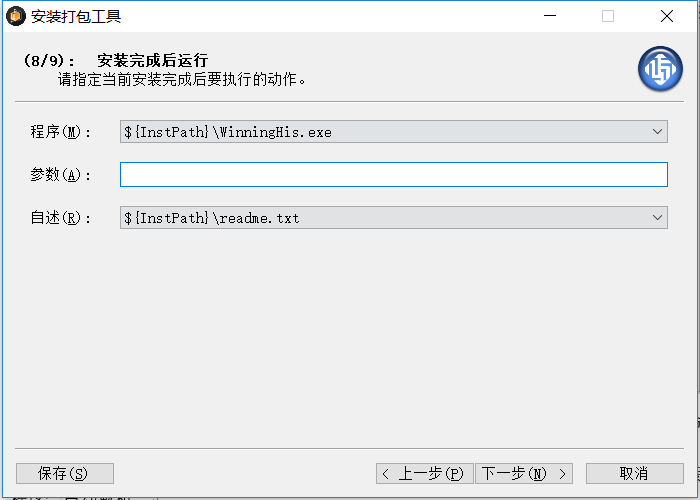 安装打包工具
(8/9): 安装完成后运行
请指定当前安装完成后要执行的动作。
程序(M): ${InstPath}\WinningHis.exe
参数(A):
自述(R): ${InstPath}\readme.txt
保存(S) < 上一步(P) 下一步(N) > 取消